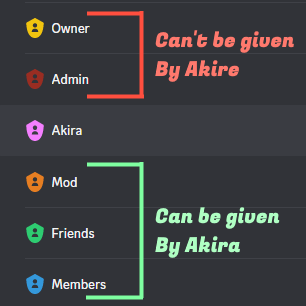 Owner
Can't be given
By Akire
Admin
Akira
Mod
Can be given
By Akira
Friends
Members